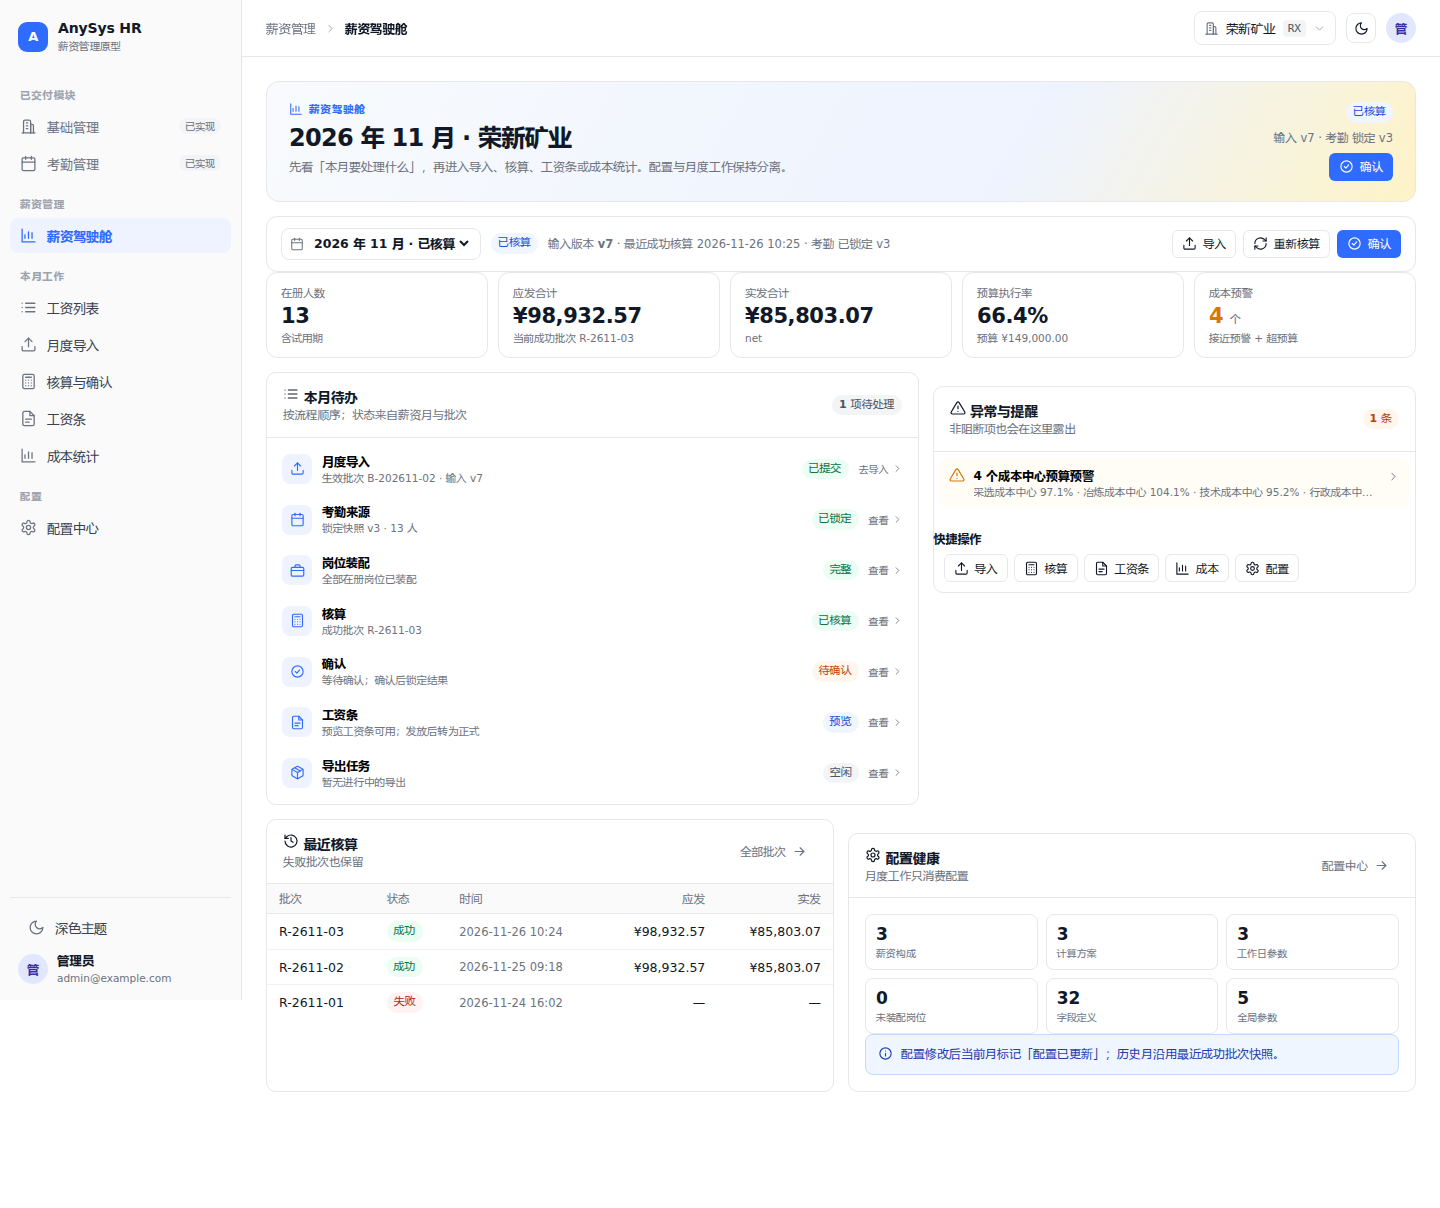 A
AnySys HR
薪资管理原型
已交付模块
基础管理
已实现
考勤管理
已实现
薪资管理
薪资驾驶舱
本月工作
工资列表
月度导入
核算与确认
工资条
成本统计
配置
配置中心
深色主题
管
管理员
admin@example.com
薪资管理
薪资驾驶舱
荣新矿业 RX
管
薪资驾驶舱
2026 年 11 月 · 荣新矿业
先看「本月要处理什么」，再进入导入、核算、工资条或成本统计。配置与月度工作保持分离。
已核算
输入 v7 · 考勤 锁定 v3
确认
2026 年 11 月 · 已核算
已核算
输入版本 v7 · 最近成功核算 2026-11-26 10:25 · 考勤 已锁定 v3
导入
重新核算
确认
在册人数
13
含试用期
应发合计
¥98,932.57
当前成功批次 R-2611-03
实发合计
¥85,803.07
net
预算执行率
66.4%
预算 ¥149,000.00
成本预警
4 个
接近预警 + 超预算
本月待办
按流程顺序；状态来自薪资月与批次
1 项待处理
月度导入
生效批次 B-202611-02 · 输入 v7
已提交
去导入
考勤来源
锁定快照 v3 · 13 人
已锁定
查看
岗位装配
全部在册岗位已装配
完整
查看
核算
成功批次 R-2611-03
已核算
查看
确认
等待确认；确认后锁定结果
待确认
查看
工资条
预览工资条可用；发放后转为正式
预览
查看
导出任务
暂无进行中的导出
空闲
查看
异常与提醒
非阻断项也会在这里露出
1 条
4 个成本中心预算预警
采选成本中心 97.1% · 冶炼成本中心 104.1% · 技术成本中心 95.2% · 行政成本中…
快捷操作
导入
核算
工资条
成本
配置
最近核算
失败批次也保留
全部批次
批次 状态 时间 应发 实发
R-2611-03 成功 2026-11-26 10:24 ¥98,932.57 ¥85,803.07
R-2611-02 成功 2026-11-25 09:18 ¥98,932.57 ¥85,803.07
R-2611-01 失败 2026-11-24 16:02 — —
配置健康
月度工作只消费配置
配置中心
3
薪资构成
3
计算方案
3
工作日参数
0
未装配岗位
32
字段定义
5
全局参数
配置修改后当前月标记「配置已更新」；历史月沿用最近成功批次快照。